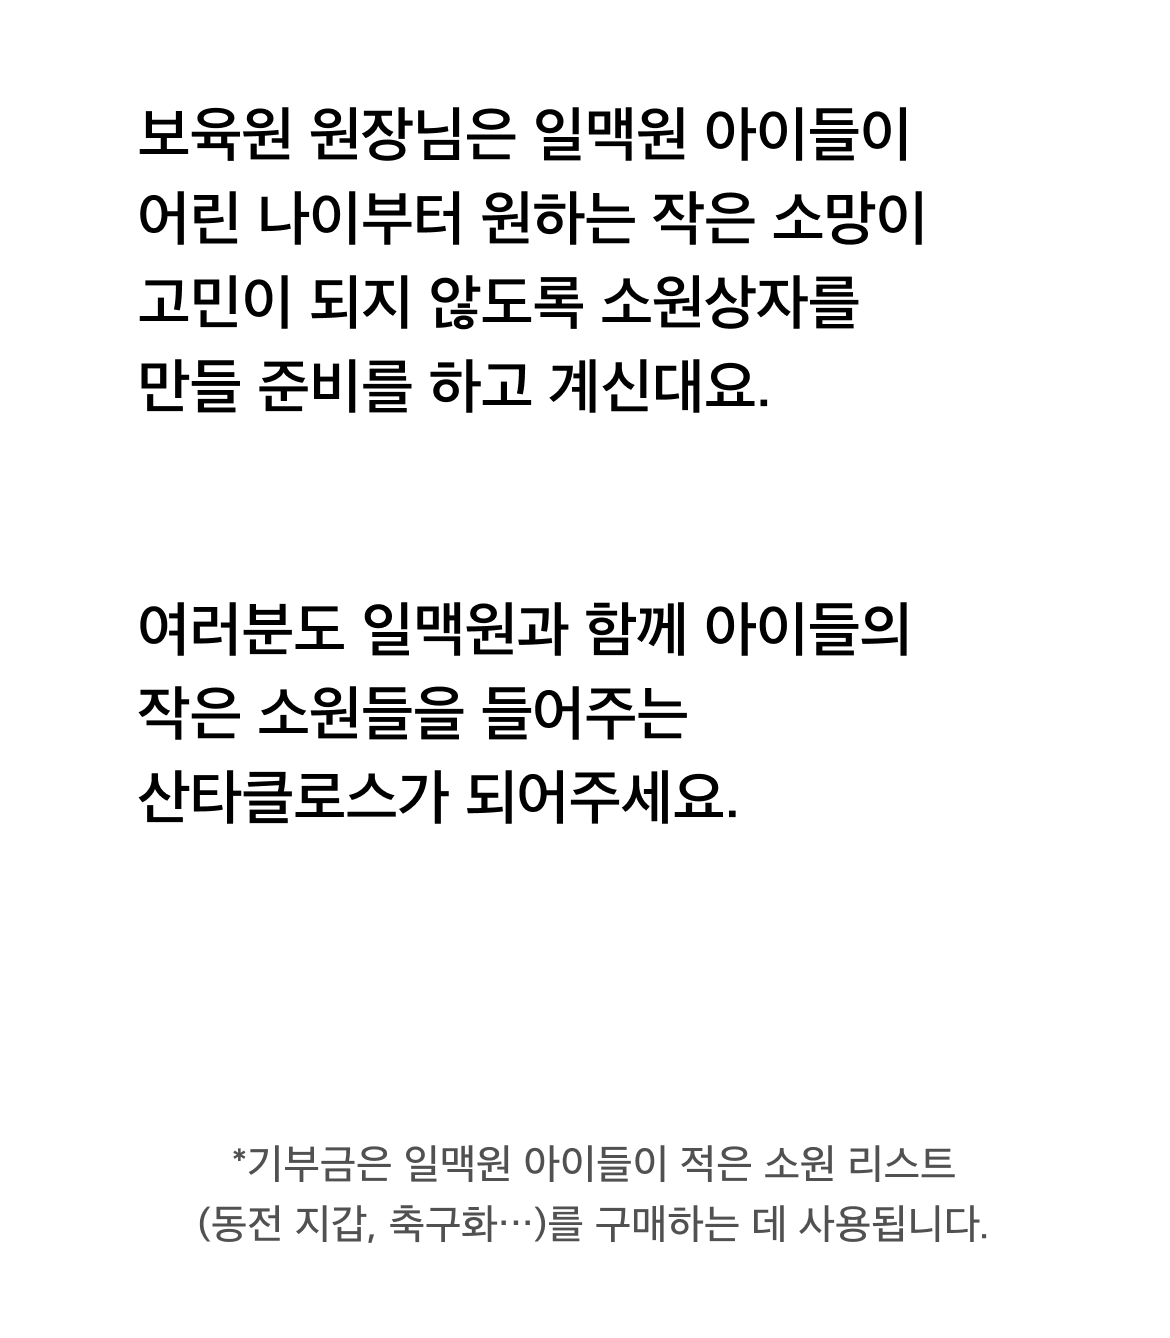 보육원 원장님은 일맥원 아이들이
어린 나이부터 원하는 작은 소망이
고민이 되지 않도록 소원상자를
만들 준비를 하고 계신대요.
여러분도 일맥원과 함께 아이들의
작은 소원들을 들어주는
산타클로스가 되어주세요.
*기부금은 일맥원 아이들이 적은 소원 리스트
(동전 지갑, 축구화…)를 구매하는 데 사용됩니다.